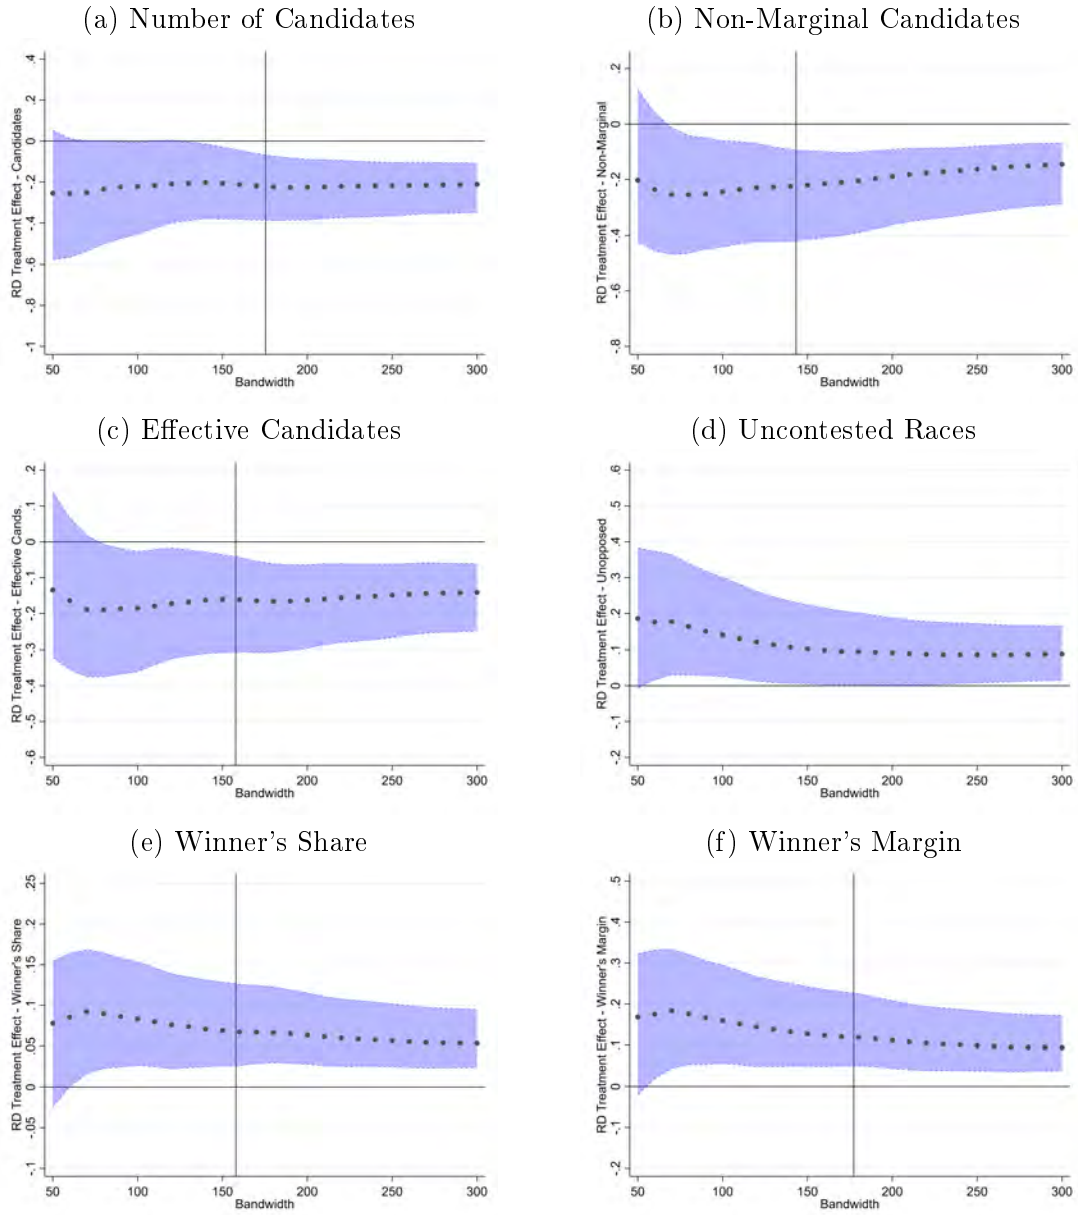 (a) Number of Candidates
RD Treatment Effect - Candidates
.4
.2
0
-.2
-.4
-.6
-.8
-1
50 100 150 200 250 300
Bandwidth
(b) Non-Marginal Candidates
RD Treatment Effect - Non-Marginal
.2
0
-.2
-.4
-.6
-.8
50 100 150 200 250 300
Bandwidth
(c) Effective Candidates
RD Treatment Effect - Effective Cands.
.2
.1
0
-.1
-.2
-.3
-.4
-.5
-.6
50 100 150 200 250 300
Bandwidth
(d) Uncontested Races
RD Treatment Effect - Unopposed
.6
.5
.4
.3
.2
.1
0
-.1
-.2
50 100 150 200 250 300
Bandwidth
(e) Winner's Share
RD Treatment Effect - Winner's Share
.25
.2
.15
.1
.05
0
-.05
-.1
50 100 150 200 250 300
Bandwidth
(f) Winner's Margin
RD Treatment Effect - Winner's Margin
.5
.4
.3
.2
.1
0
-.1
-.2
50 100 150 200 250 300
Bandwidth